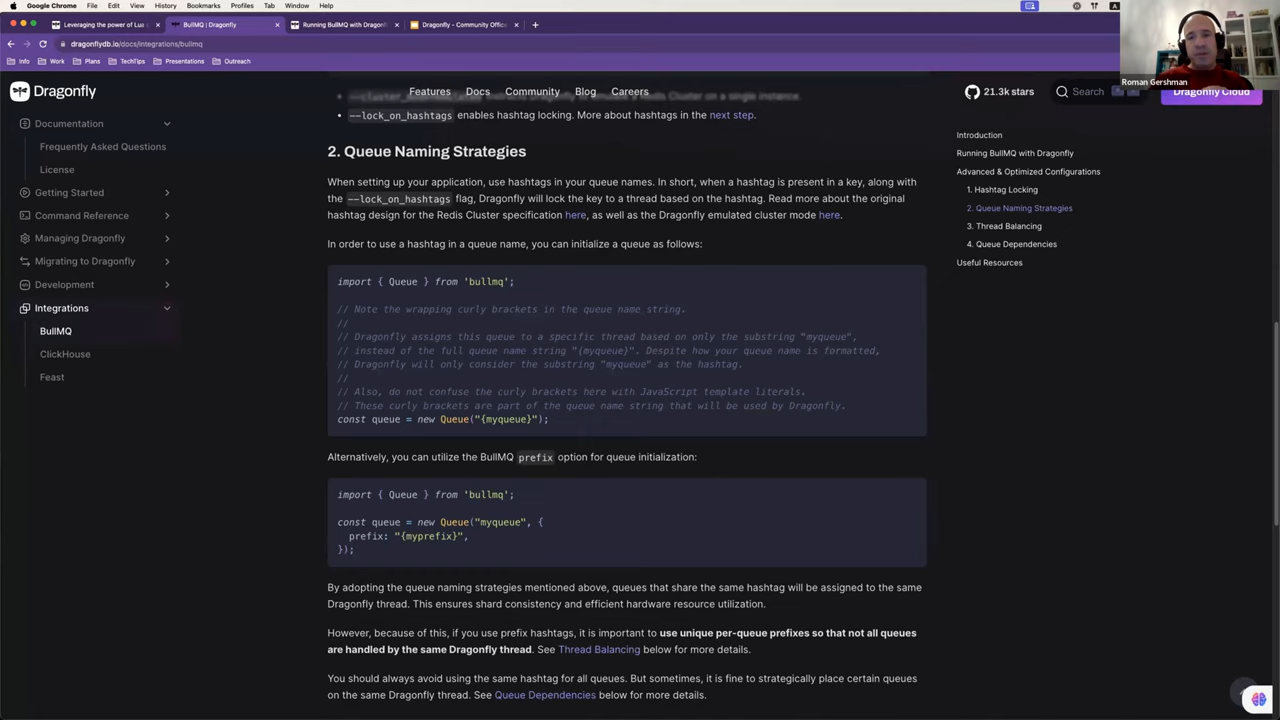 Google Chrome File Edit View History Bookmarks Profiles Tab Window Help
Leveraging the power of Lua
BullMQ | Dragonfly
Running BullMQ with Dragonf
Dragonfly - Community Office
dragonflydb.io/docs/integrations/bullmq
Info Work Plans TechTips Presentations Outreach
Roman Gershman
Dragonfly
Features Docs Community Blog Careers
21.3k stars
Search
Dragonfly Cloud
Documentation
Frequently Asked Questions
License
Getting Started
Command Reference
Managing Dragonfly
Migrating to Dragonfly
Development
Integrations
BullMQ
ClickHouse
Feast
--lock_on_hashtags enables hashtag locking. More about hashtags in the next step.
2. Queue Naming Strategies
When setting up your application, use hashtags in your queue names. In short, when a hashtag is present in a key, along with
the --lock_on_hashtags flag, Dragonfly will lock the key to a thread based on the hashtag. Read more about the original
hashtag design for the Redis Cluster specification here, as well as the Dragonfly emulated cluster mode here.
In order to use a hashtag in a queue name, you can initialize a queue as follows:
import { Queue } from 'bullmq';
// Note the wrapping curly brackets in the queue name string.
//
// Dragonfly assigns this queue to a specific thread based on only the substring "myqueue",
// instead of the full queue name string "{myqueue}". Despite how your queue name is formatted,
// Dragonfly will only consider the substring "myqueue" as the hashtag.
//
// Also, do not confuse the curly brackets here with JavaScript template literals.
// These curly brackets are part of the queue name string that will be used by Dragonfly.
const queue = new Queue("{myqueue}");
Alternatively, you can utilize the BullMQ prefix option for queue initialization:
import { Queue } from 'bullmq';
const queue = new Queue("myqueue", {
prefix: "{myprefix}",
});
By adopting the queue naming strategies mentioned above, queues that share the same hashtag will be assigned to the same
Dragonfly thread. This ensures shard consistency and efficient hardware resource utilization.
However, because of this, if you use prefix hashtags, it is important to use unique per-queue prefixes so that not all queues
are handled by the same Dragonfly thread. See Thread Balancing below for more details.
You should always avoid using the same hashtag for all queues. But sometimes, it is fine to strategically place certain queues
on the same Dragonfly thread. See Queue Dependencies below for more details.
Introduction
Running BullMQ with Dragonfly
Advanced & Optimized Configurations
1. Hashtag Locking
2. Queue Naming Strategies
3. Thread Balancing
4. Queue Dependencies
Useful Resources